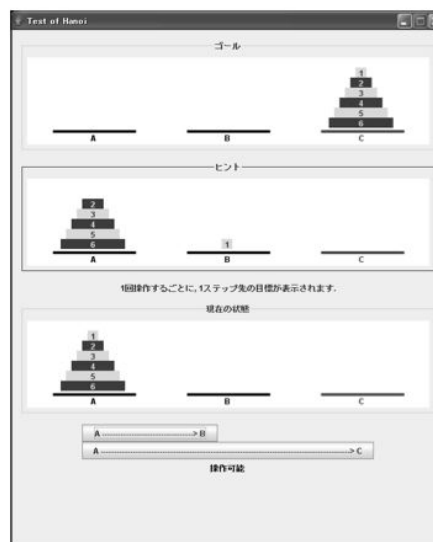 Test of Hanoi
ゴール
1
2
3
4
5
6
A B C
ヒント
2
3
4
5
6
1
A B C
1回操作するごとに,1ステップ先の目標が表示されます.
現在の状態
1
2
3
4
5
6
A B C
A ----------------------> B
A ----------------------------------------------------------> C
操作可能